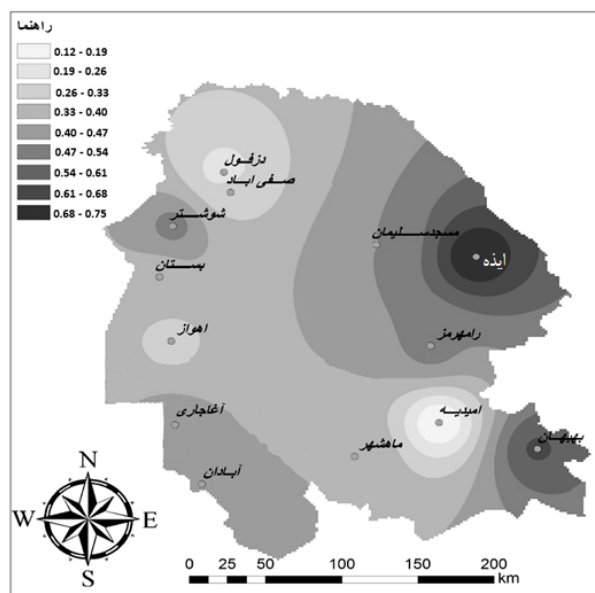 راهنما
0.12 - 0.19
0.19 - 0.26
0.26 - 0.33
0.33 - 0.40
0.40 - 0.47
0.47 - 0.54
0.54 - 0.61
0.61 - 0.68
0.68 - 0.75
دزفول
صفی اباد
شوشتر
مسجدسلیمان
ایذه
بستان
اهواز
رامهرمز
امیدیه
آغاجاری
بهبهان
ماهشهر
آبادان
N
W E
S
0 25 50 100 150 200
km